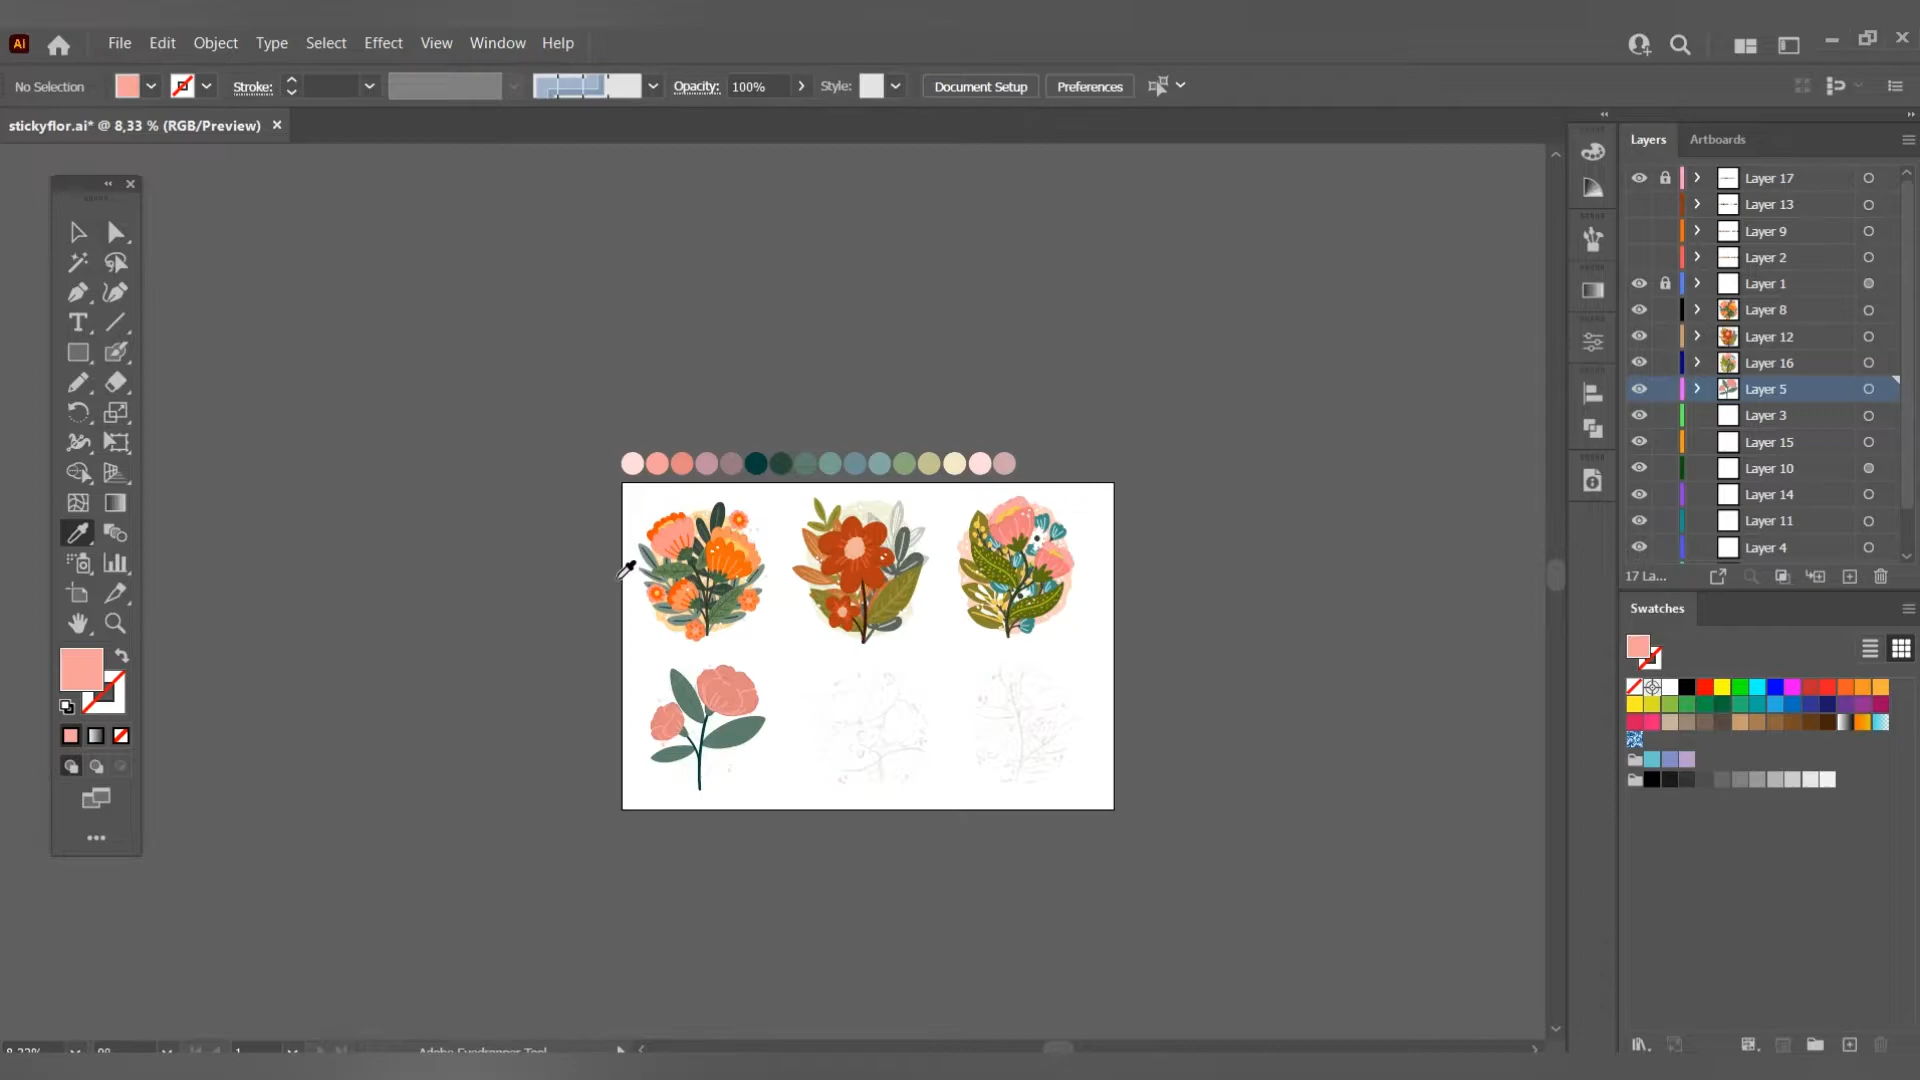 Ai File Edit Object Type Select Effect View Window Help
No Selection Stroke: Opacity: 100% Style: Document Setup Preferences
stickyflor.ai* @ 8,33 % (RGB/Preview)
Layers Artboards
Layer 17
Layer 13
Layer 9
Layer 2
Layer 1
Layer 8
Layer 12
Layer 16
Layer 5
Layer 3
Layer 15
Layer 10
Layer 14
Layer 11
Layer 4
17 La...
Swatches
Adobe Eyedropper Tool